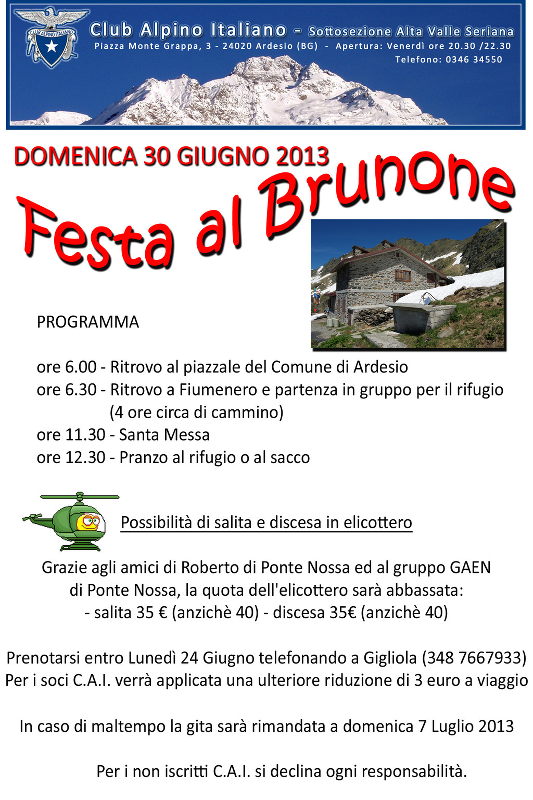 Club Alpino Italiano - Sottosezione Alta Valle Seriana
Piazza Monte Grappa, 3 - 24020 Ardesio (BG) - Apertura: Venerdì ore 20.30 /22.30
Telefono: 0346 34550
DOMENICA 30 GIUGNO 2013
Festa al Brunone
PROGRAMMA
ore 6.00 - Ritrovo al piazzale del Comune di Ardesio
ore 6.30 - Ritrovo a Fiumenero e partenza in gruppo per il rifugio
(4 ore circa di cammino)
ore 11.30 - Santa Messa
ore 12.30 - Pranzo al rifugio o al sacco
Possibilità di salita e discesa in elicottero
Grazie agli amici di Roberto di Ponte Nossa ed al gruppo GAEN
di Ponte Nossa, la quota dell'elicottero sarà abbassata:
- salita 35 € (anzichè 40) - discesa 35€ (anzichè 40)
Prenotarsi entro Lunedì 24 Giugno telefonando a Gigliola (348 7667933)
Per i soci C.A.I. verrà applicata una ulteriore riduzione di 3 euro a viaggio
In caso di maltempo la gita sarà rimandata a domenica 7 Luglio 2013
Per i non iscritti C.A.I. si declina ogni responsabilità.